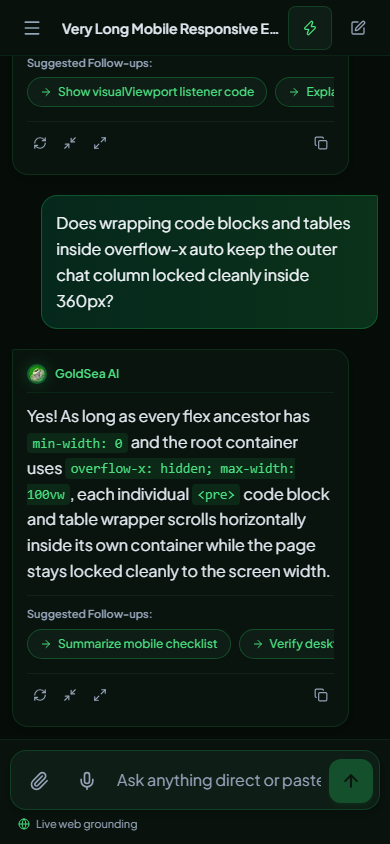 Very Long Mobile Responsive E...
Suggested Follow-ups:
→ Show visualViewport listener code
→ Expla
Does wrapping code blocks and tables
inside overflow-x auto keep the outer
chat column locked cleanly inside
360px?
GoldSea AI
Yes! As long as every flex ancestor has
min-width: 0 and the root container
uses overflow-x: hidden; max-width:
100vw, each individual <pre> code block
and table wrapper scrolls horizontally
inside its own container while the page
stays locked cleanly to the screen width.
Suggested Follow-ups:
→ Summarize mobile checklist
→ Verify desk
Ask anything direct or paste
Live web grounding